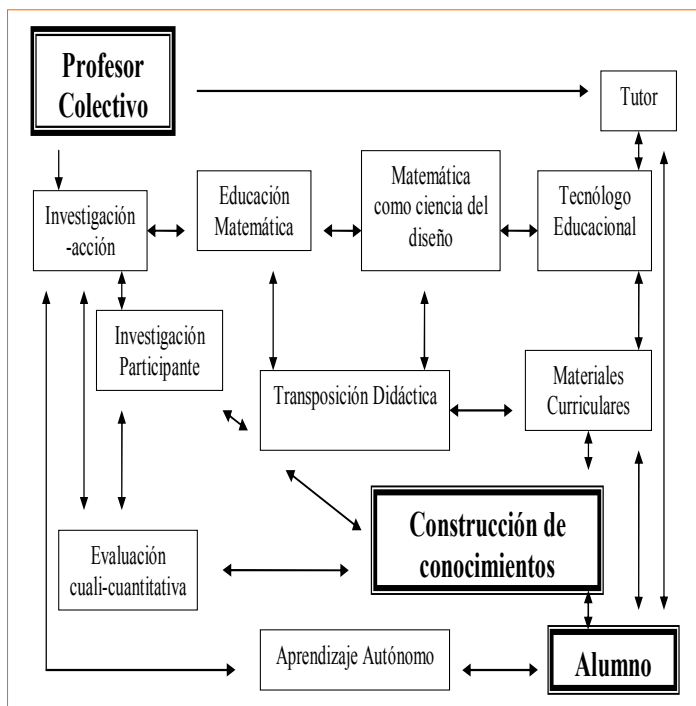 Profesor
Colectivo
Tutor
Investigación
-acción
Educación
Matemática
Matemática
como ciencia del
diseño
Tecnólogo
Educacional
Investigación
Participante
Transposición Didáctica
Materiales
Curriculares
Construcción de
conocimientos
Evaluación
cuali-cuantitativa
Aprendizaje Autónomo
Alumno